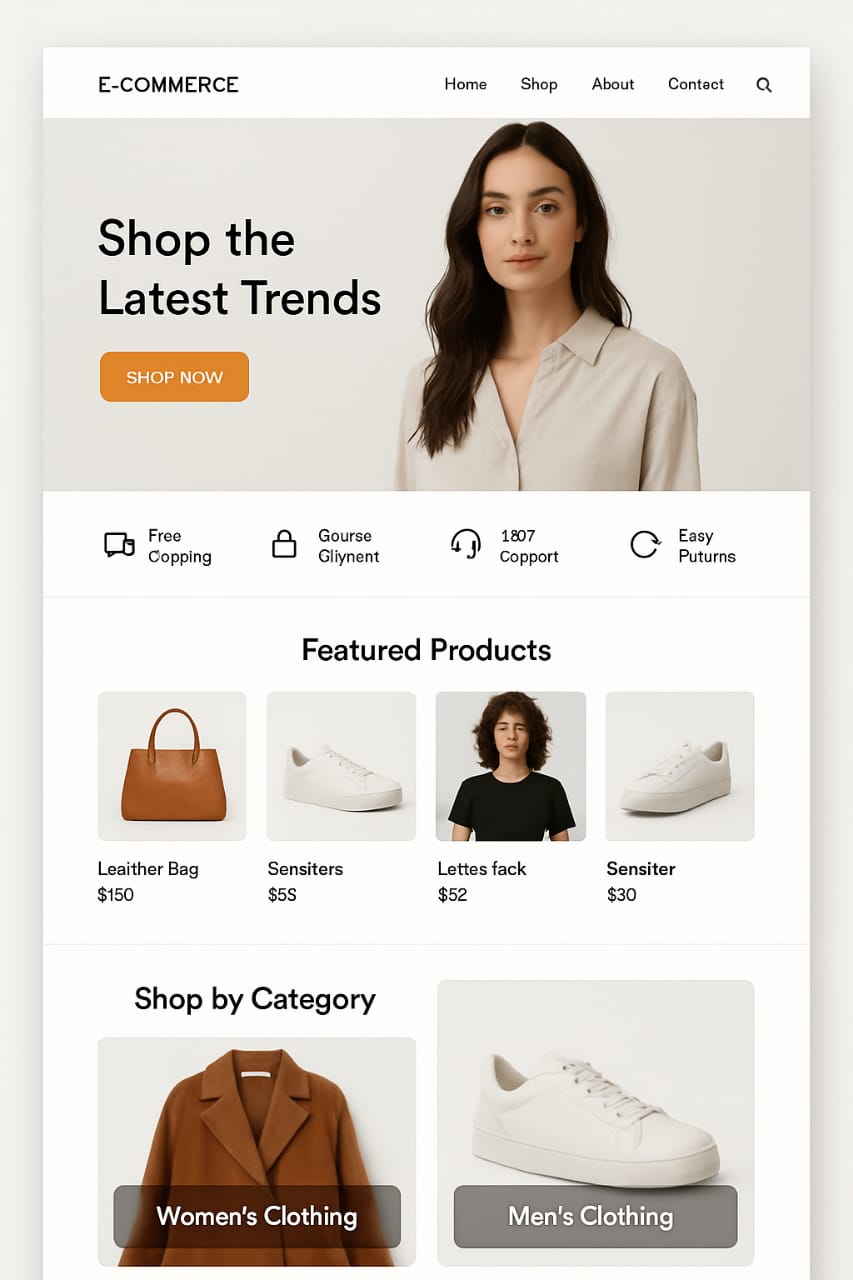 E-COMMERCE
Home Shop About Contact
Shop the
Latest Trends
SHOP NOW
Free
Copping
Gourse
Gliynent
1807
Copport
Easy
Puturns
Featured Products
Leaither Bag
$150
Sensiters
$5S
Lettes fack
$52
Sensiter
$30
Shop by Category
Women's Clothing
Men's Clothing